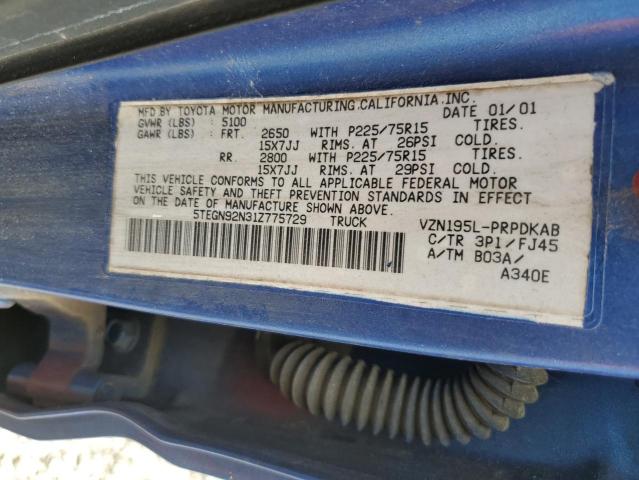 MFD BY TOYOTA MOTOR MANUFACTURING,CALIFORNIA,INC.
GVWR (LBS) : 5100 DATE 01/01
GAWR (LBS) : FRT. 2650 WITH P225/75R15 TIRES.
15X7JJ RIMS. AT 26PSI COLD.
RR. 2800 WITH P225/75R15 TIRES.
15X7JJ RIMS. AT 29PSI COLD.
THIS VEHICLE CONFORMS TO ALL APPLICABLE FEDERAL MOTOR
VEHICLE SAFETY AND THEFT PREVENTION STANDARDS IN EFFECT
ON THE DATE OF MANUFACTURE SHOWN ABOVE.
5TEGN92N31Z775729 TRUCK VZN195L-PRPDKAB
C/TR 3P1/FJ45
A/TM B03A/
A340E